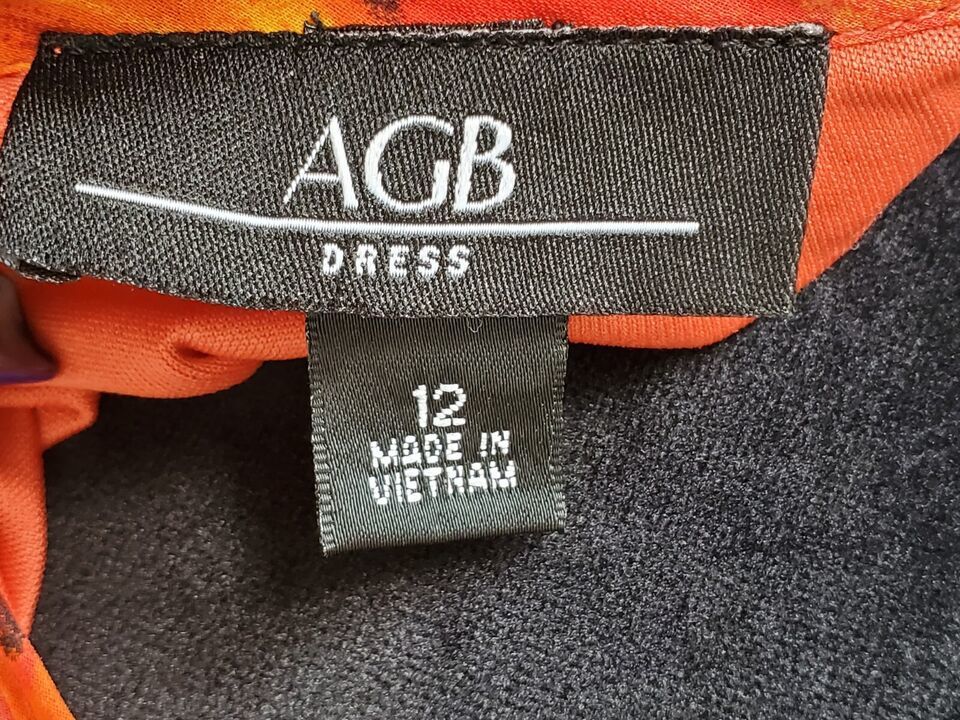 AGB
DRESS
12
MADE IN
VIETNAM